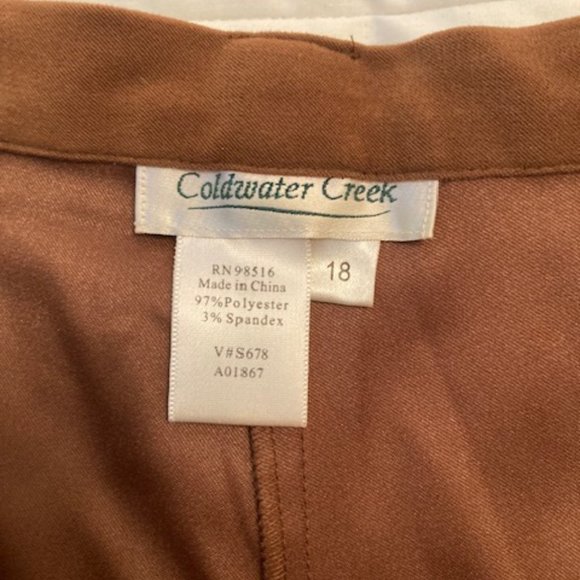 Coldwater Creek
18
RN 98516
Made in China
97%Polyester
3% Spandex
V#S678
A01867